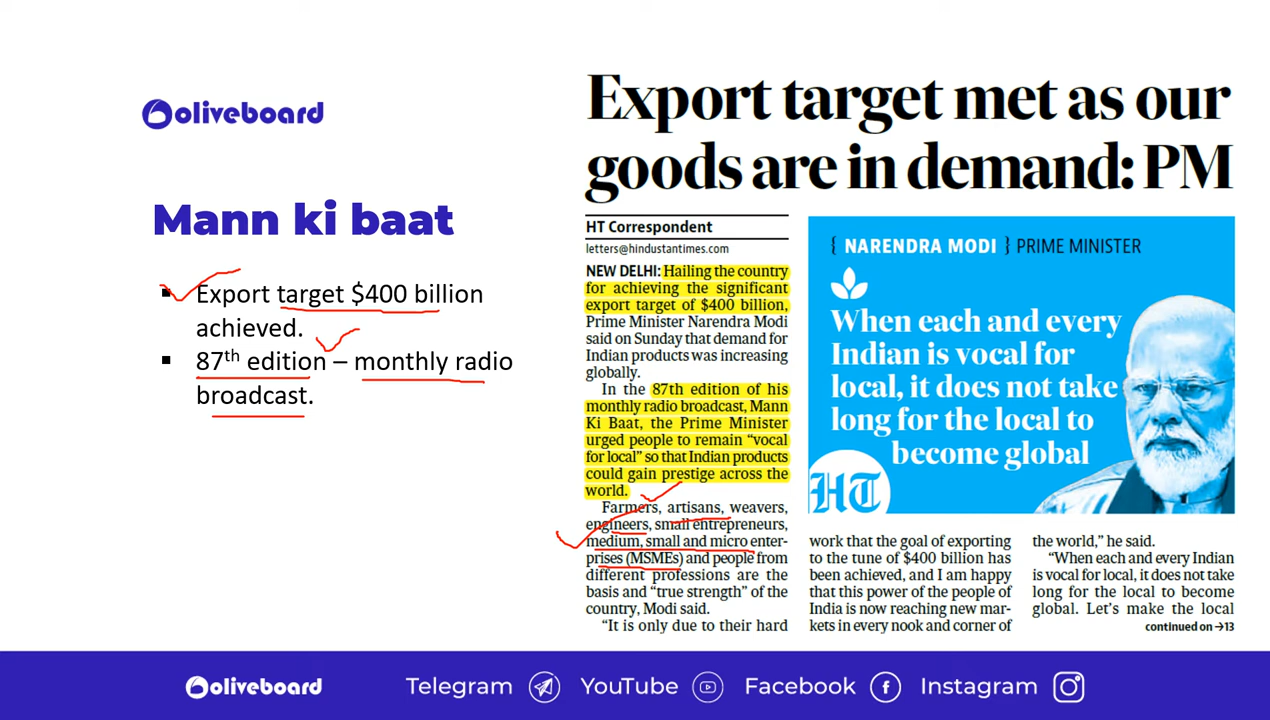 oliveboard
Mann ki baat
▪ Export target $400 billion
achieved.
▪ 87th edition – monthly radio
broadcast.
Export target met as our
goods are in demand: PM
HT Correspondent
letters@hindustantimes.com
NEW DELHI: Hailing the country
for achieving the significant
export target of $400 billion,
Prime Minister Narendra Modi
said on Sunday that demand for
Indian products was increasing
globally.
In the 87th edition of his
monthly radio broadcast, Mann
Ki Baat, the Prime Minister
urged people to remain “vocal
for local” so that Indian products
could gain prestige across the
world.
Farmers, artisans, weavers,
engineers, small entrepreneurs,
medium, small and micro enter-
prises (MSMEs) and people from
different professions are the
basis and “true strength” of the
country, Modi said.
“It is only due to their hard
{ NARENDRA MODI } PRIME MINISTER
When each and every
Indian is vocal for
local, it does not take
long for the local to
become global
HT
work that the goal of exporting
to the tune of $400 billion has
been achieved, and I am happy
that this power of the people of
India is now reaching new mar-
kets in every nook and corner of
the world,” he said.
“When each and every Indian
is vocal for local, it does not take
long for the local to become
global. Let’s make the local
continued on →13
oliveboard
Telegram
YouTube
Facebook
Instagram